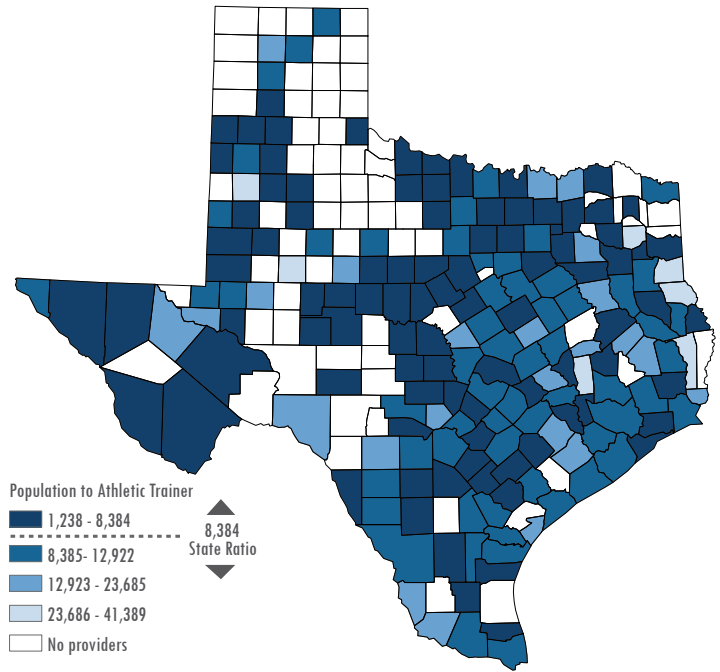 Population to Athletic Trainer
1,238 - 8,384
8,384
State Ratio
8,385- 12,922
12,923 - 23,685
23,686 - 41,389
No providers